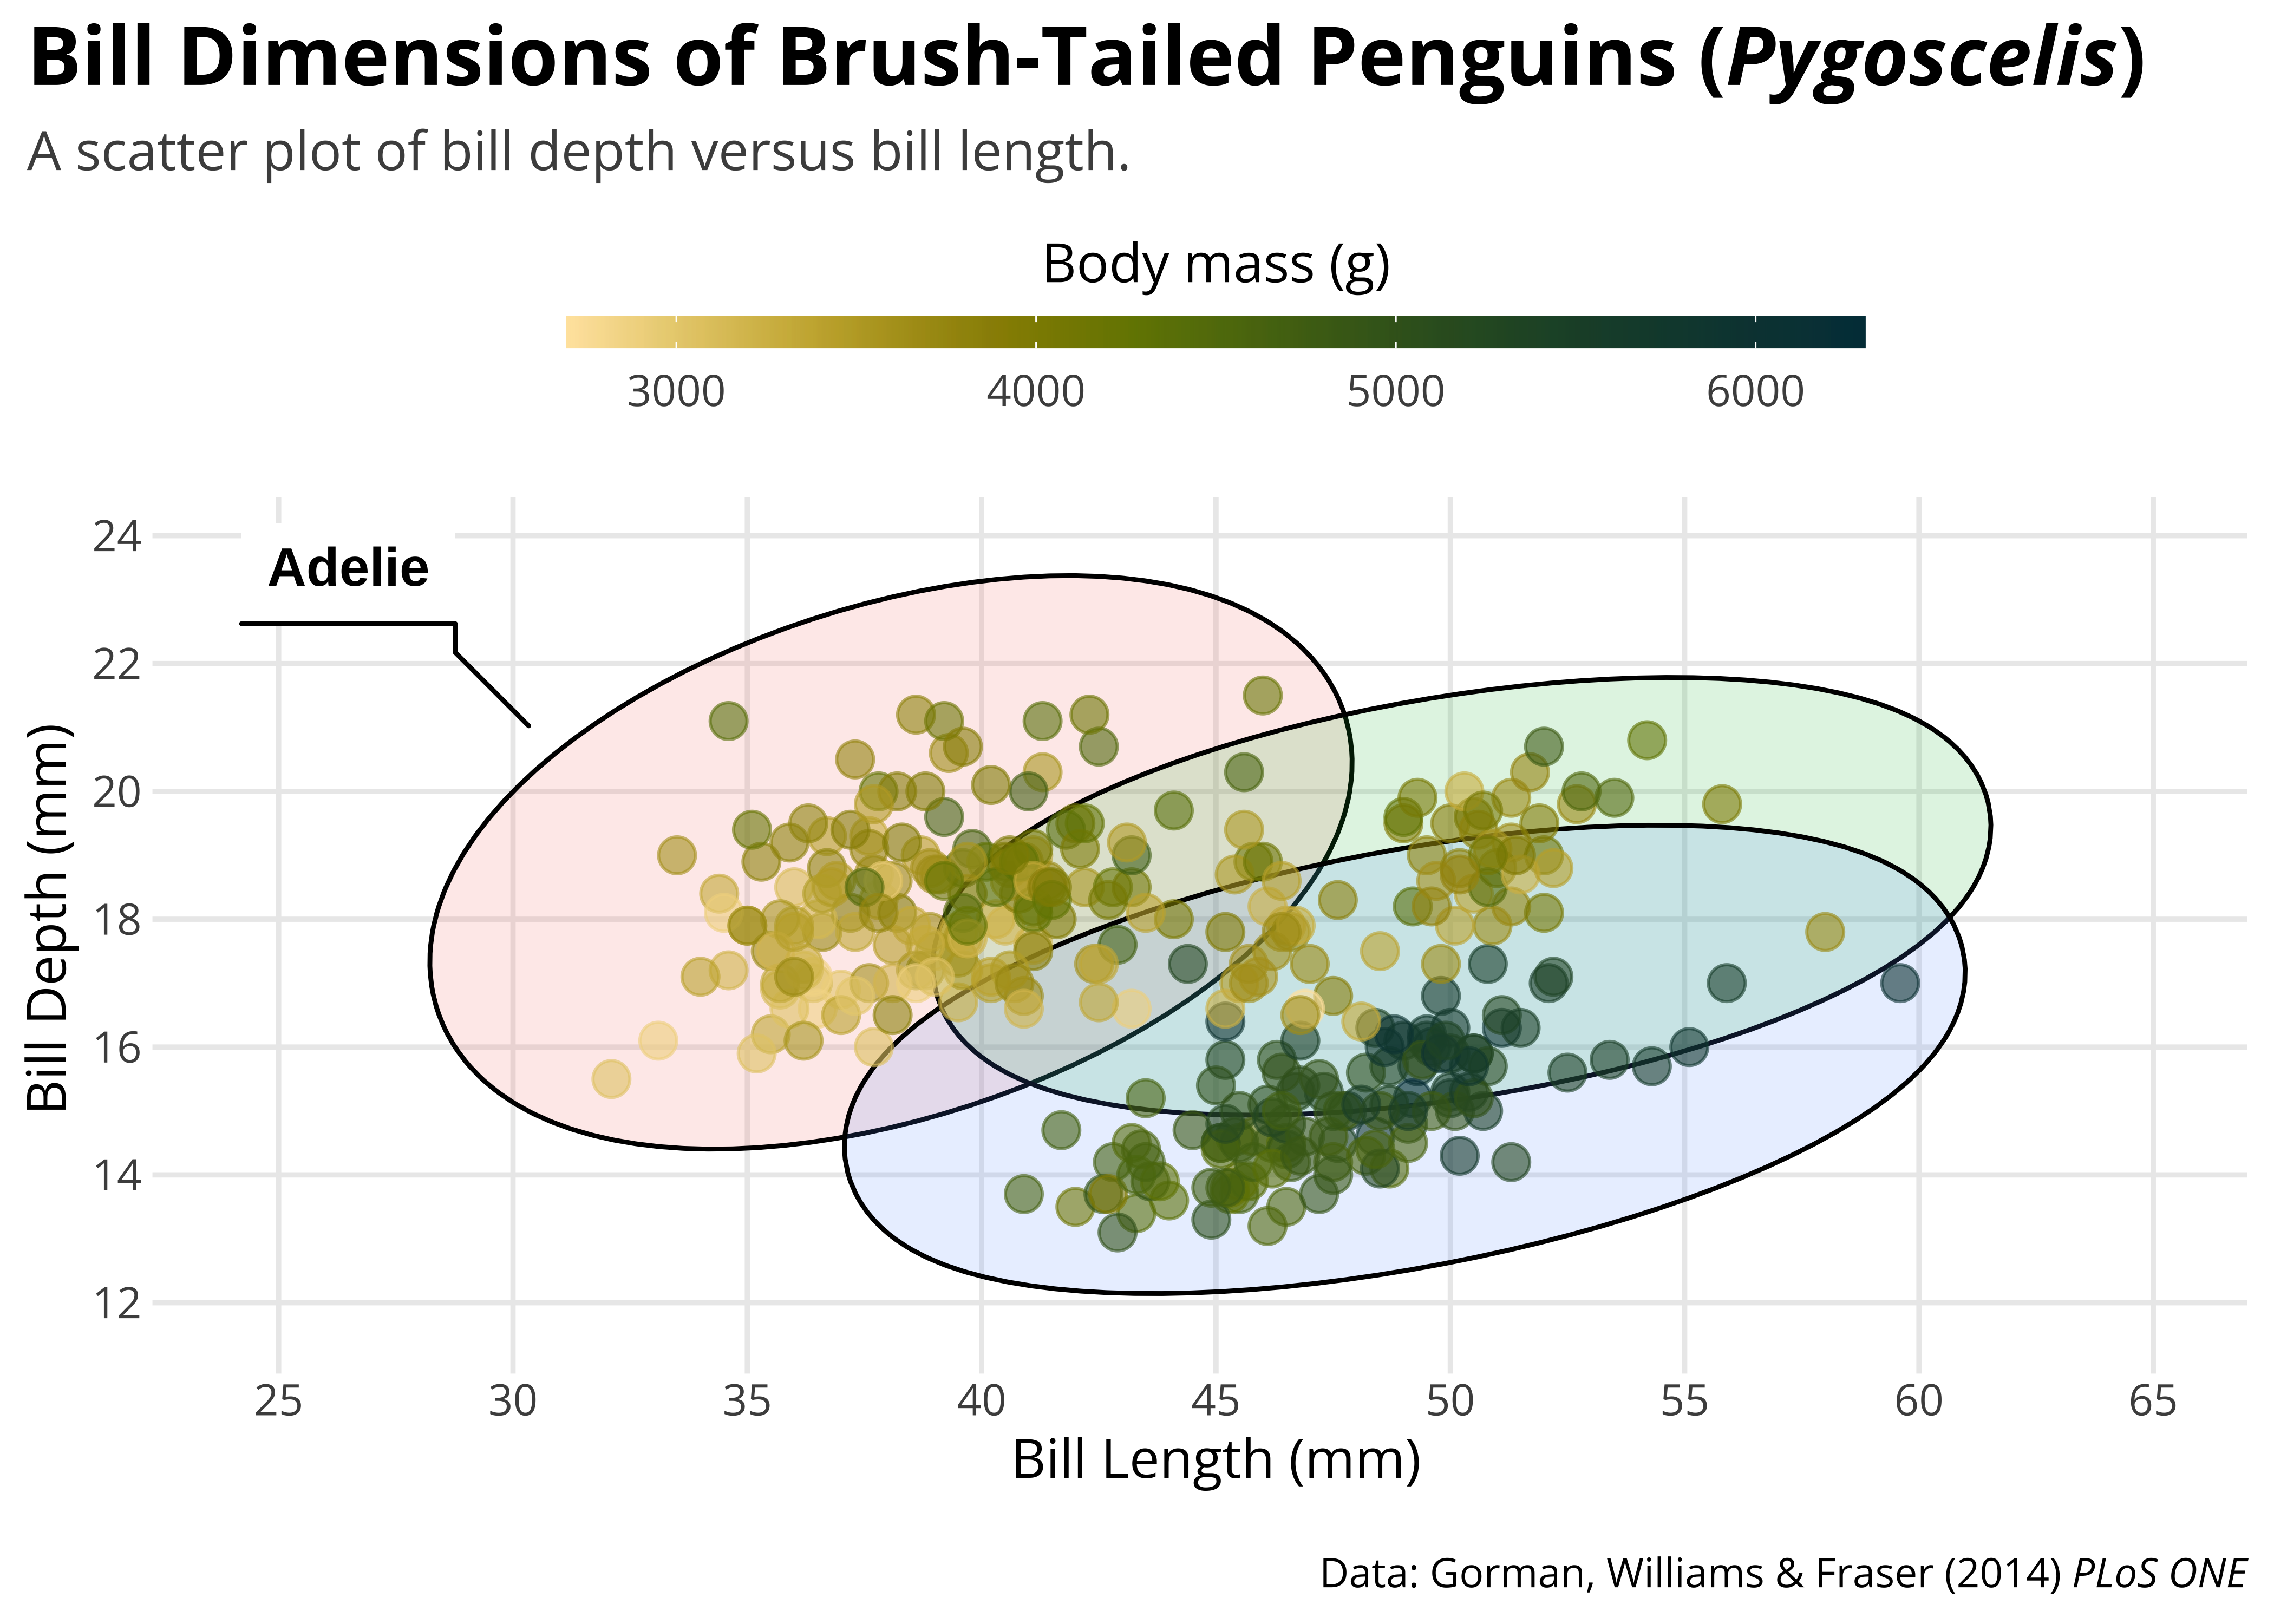 Bill Dimensions of Brush-Tailed Penguins (Pygoscelis)
A scatter plot of bill depth versus bill length.
Body mass (g)
3000 4000 5000 6000
Adelie
Bill Depth (mm)
24
22
20
18
16
14
12
25 30 35 40 45 50 55 60 65
Bill Length (mm)
Data: Gorman, Williams & Fraser (2014) PLoS ONE